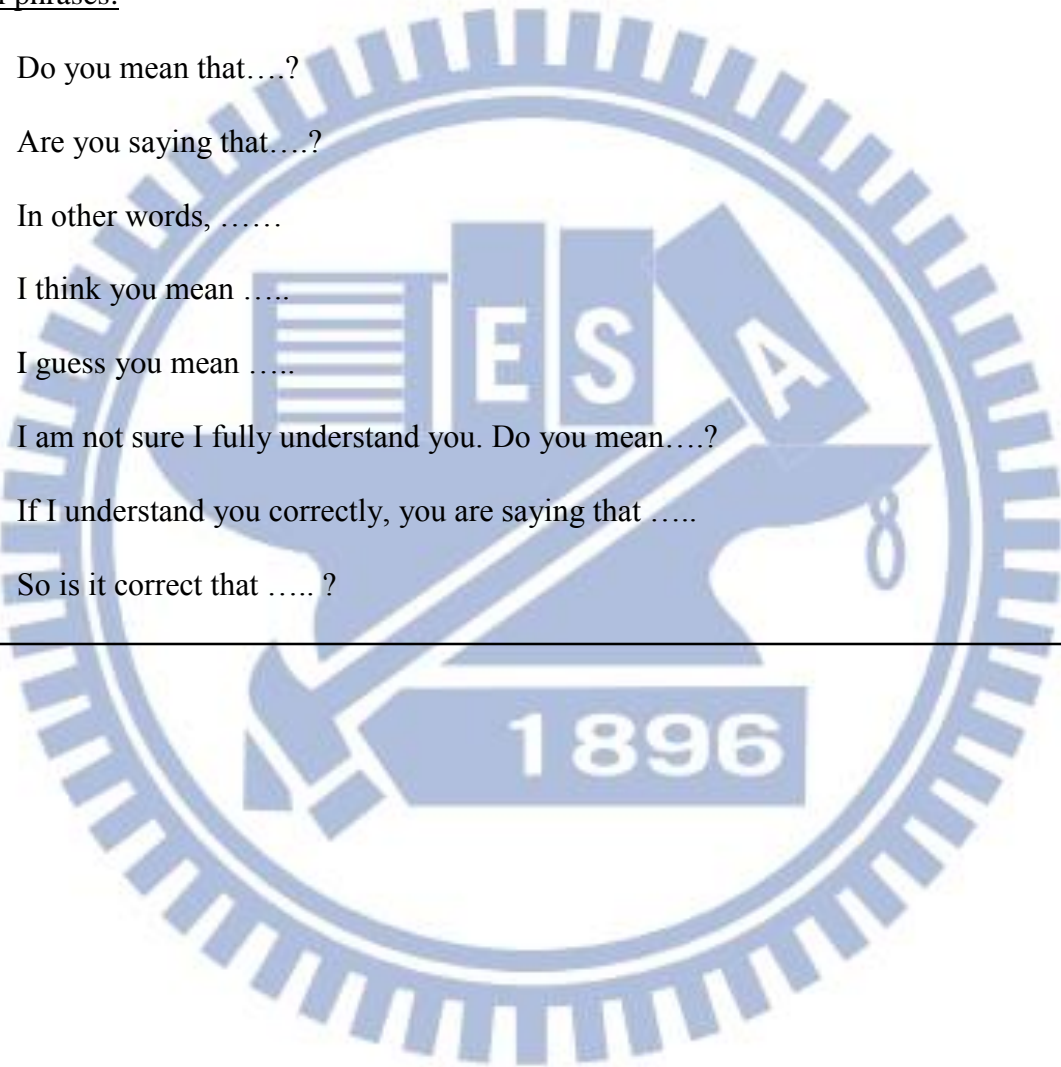 phrases:
Do you mean that….?
Are you saying that….?
In other words, ……
I think you mean …..
I guess you mean …..
I am not sure I fully understand you. Do you mean….?
If I understand you correctly, you are saying that …..
So is it correct that ….. ?
E S A
1896